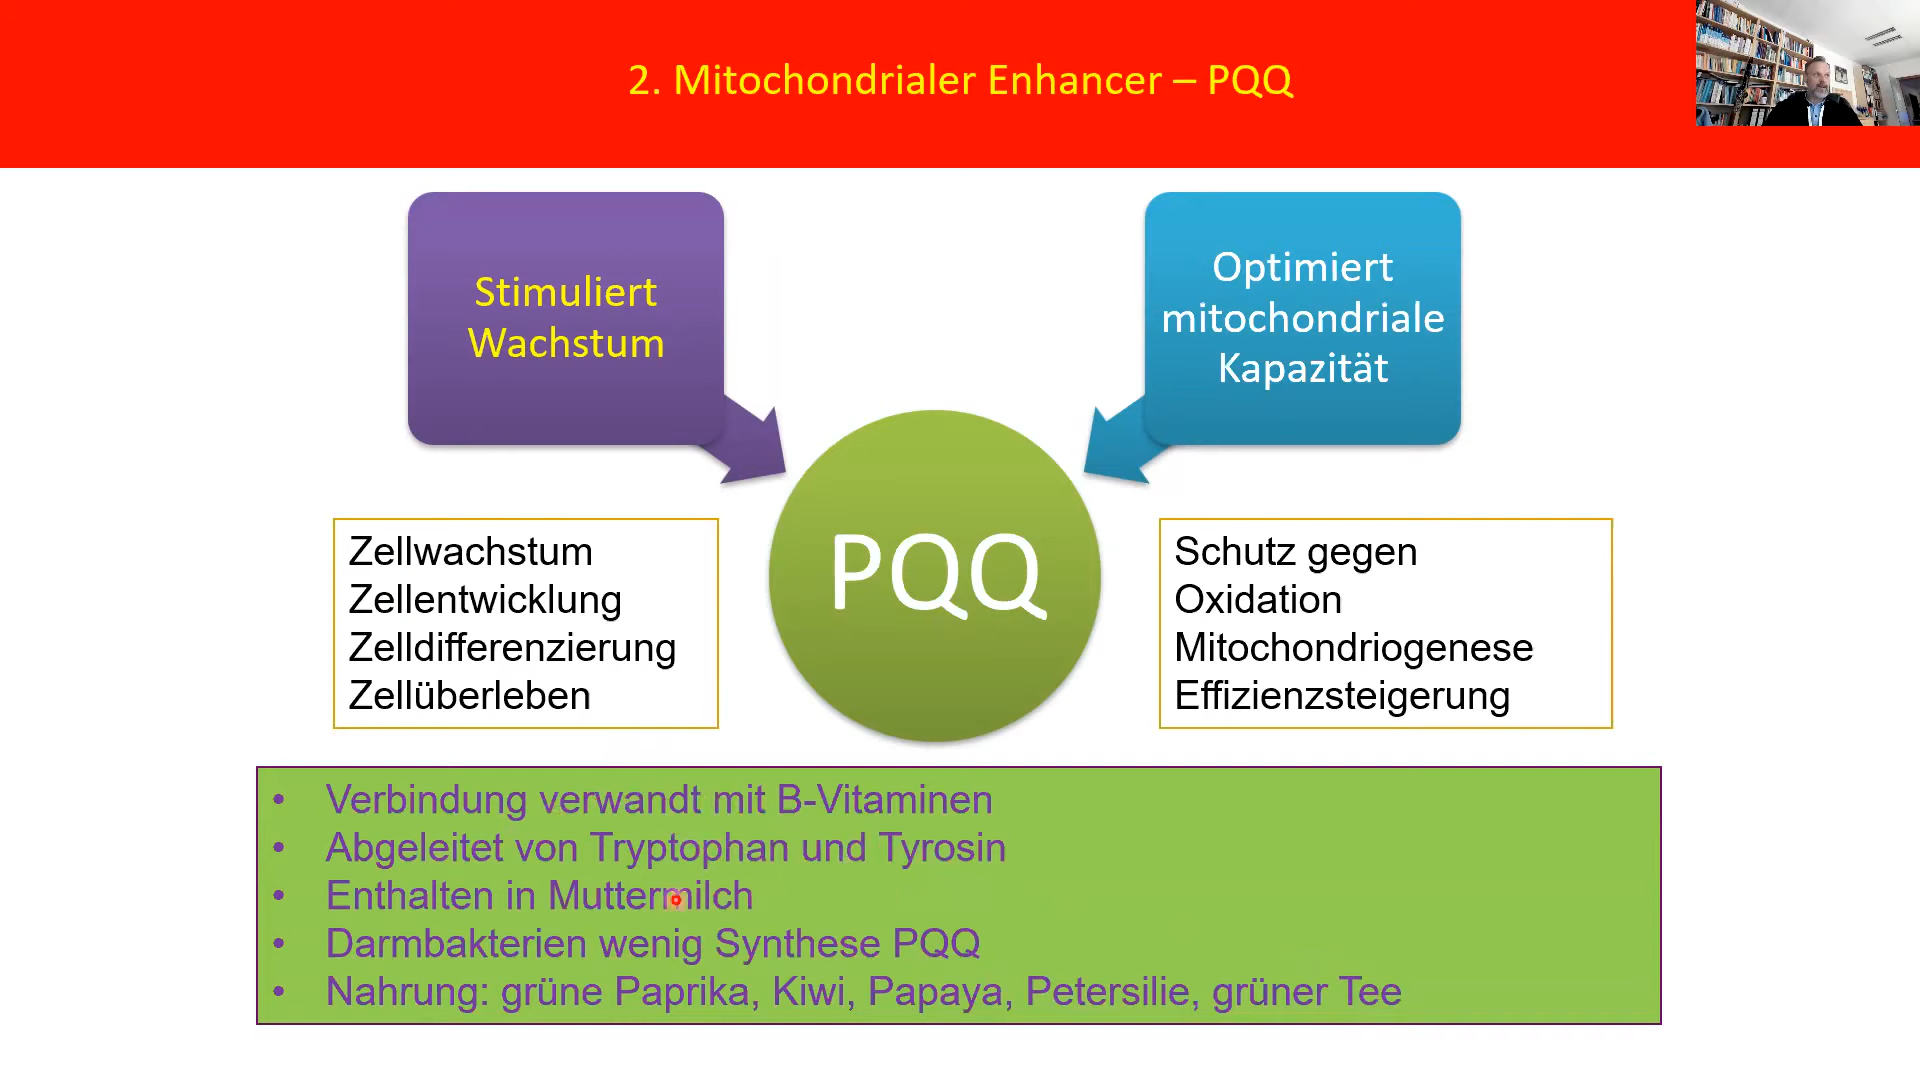 2. Mitochondrialer Enhancer – PQQ
Stimuliert
Wachstum
Optimiert
mitochondriale
Kapazität
PQQ
Zellwachstum
Zellentwicklung
Zelldifferenzierung
Zellüberleben
Schutz gegen
Oxidation
Mitochondriogenese
Effizienzsteigerung
• Verbindung verwandt mit B-Vitaminen
• Abgeleitet von Tryptophan und Tyrosin
• Enthalten in Muttermilch
• Darmbakterien wenig Synthese PQQ
• Nahrung: grüne Paprika, Kiwi, Papaya, Petersilie, grüner Tee